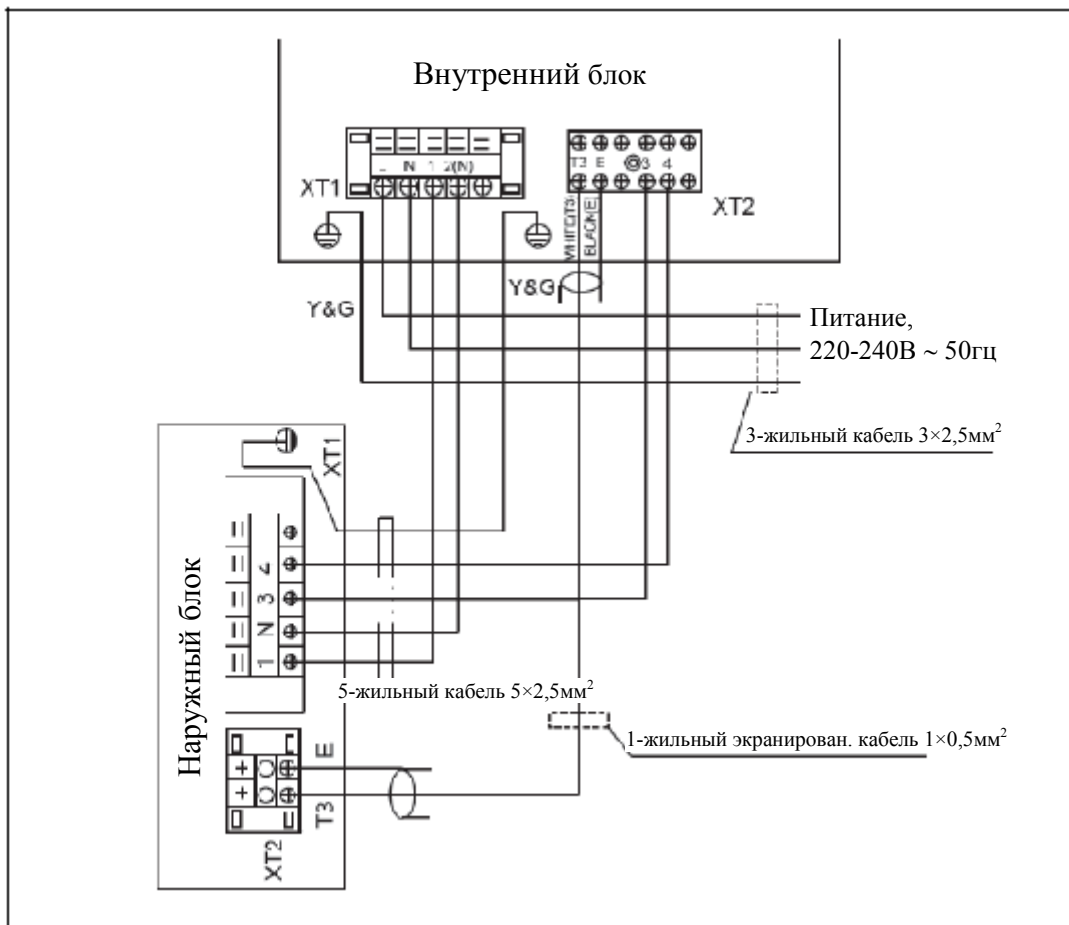 Внутренний блок
L N 1 2(N)
T3 E 3 4
XT1
XT2
WHITE(T3)
BLACK(E)
Y&G
Y&G
Питание,
220-240В ~ 50гц
3-жильный кабель 3×2,5мм²
XT1
4
3
N
1
Наружный блок
5-жильный кабель 5×2,5мм²
1-жильный экранирован. кабель 1×0,5мм²
E
T3
XT2